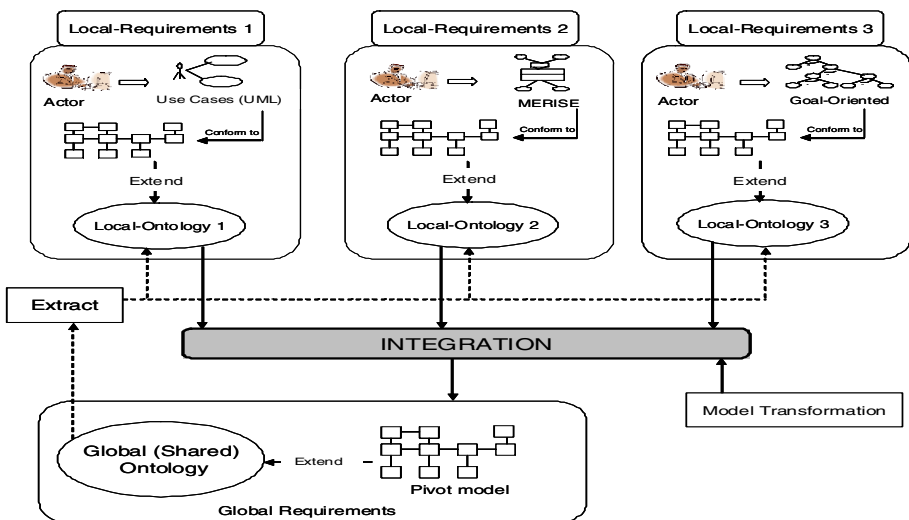 Local-Requirements 1
Local-Requirements 2
Local-Requirements 3
Actor
Use Cases (UML)
Conform to
Extend
Local-Ontology 1
Actor
MERISE
Conform to
Extend
Local-Ontology 2
Actor
Goal-Oriented
Conform to
Extend
Local-Ontology 3
Extract
INTEGRATION
Model Transformation
Global (Shared)
Ontology
Extend
Pivot model
Global Requirements